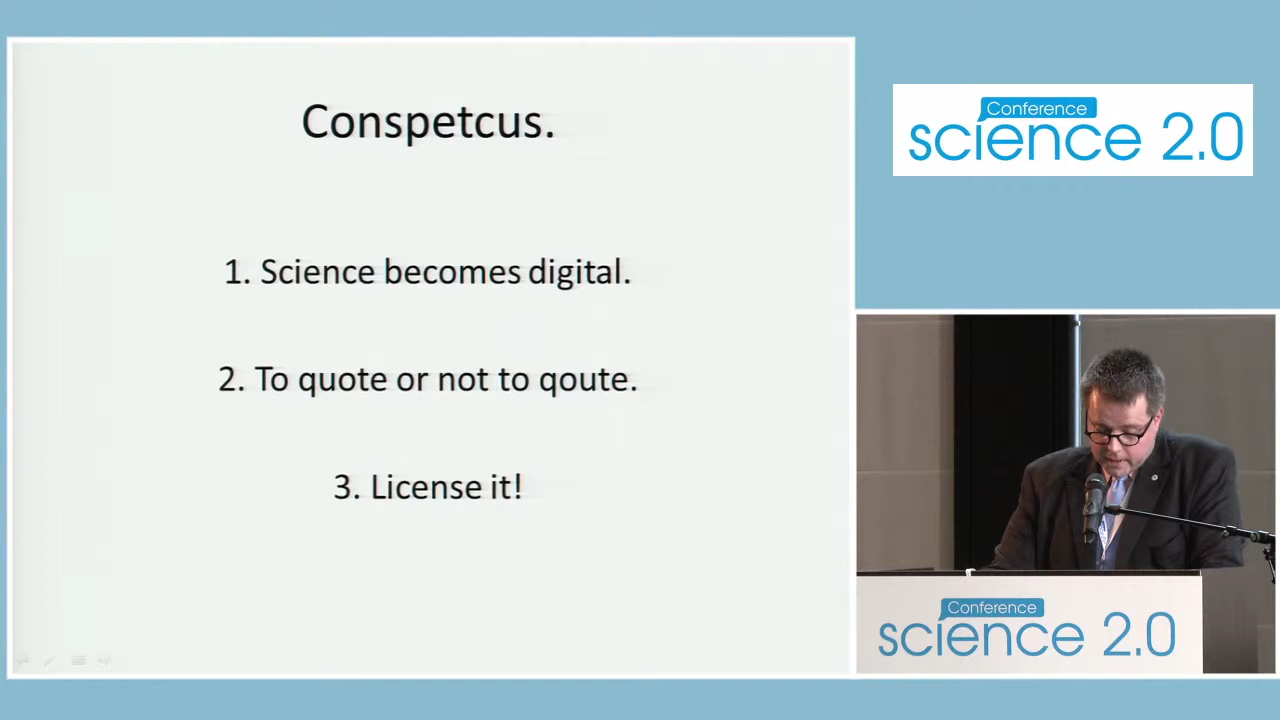 Conspetcus.
1. Science becomes digital.
2. To quote or not to qoute.
3. License it!
Conference
science 2.0
Conference
science 2.0